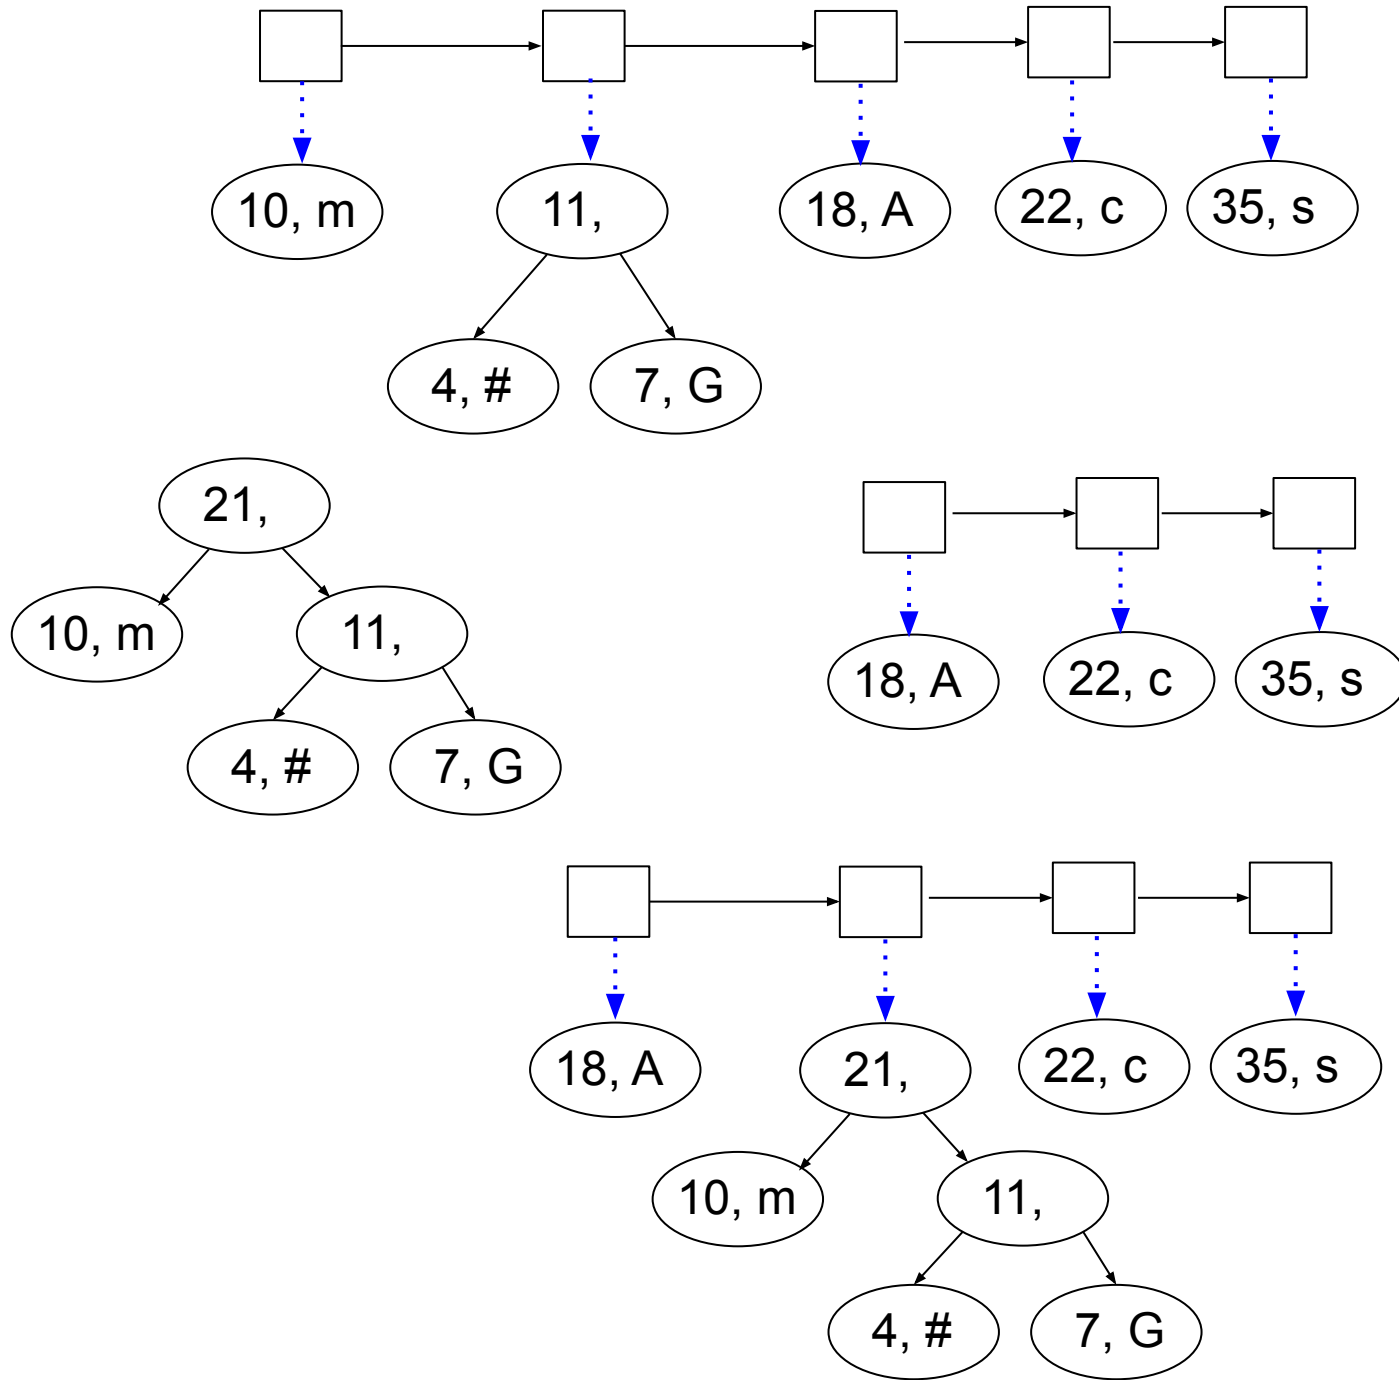 10, m
11,
18, A
22, c
35, s
4, #
7, G
21,
10, m
11,
4, #
7, G
18, A
22, c
35, s
18, A
21,
22, c
35, s
10, m
11,
4, #
7, G